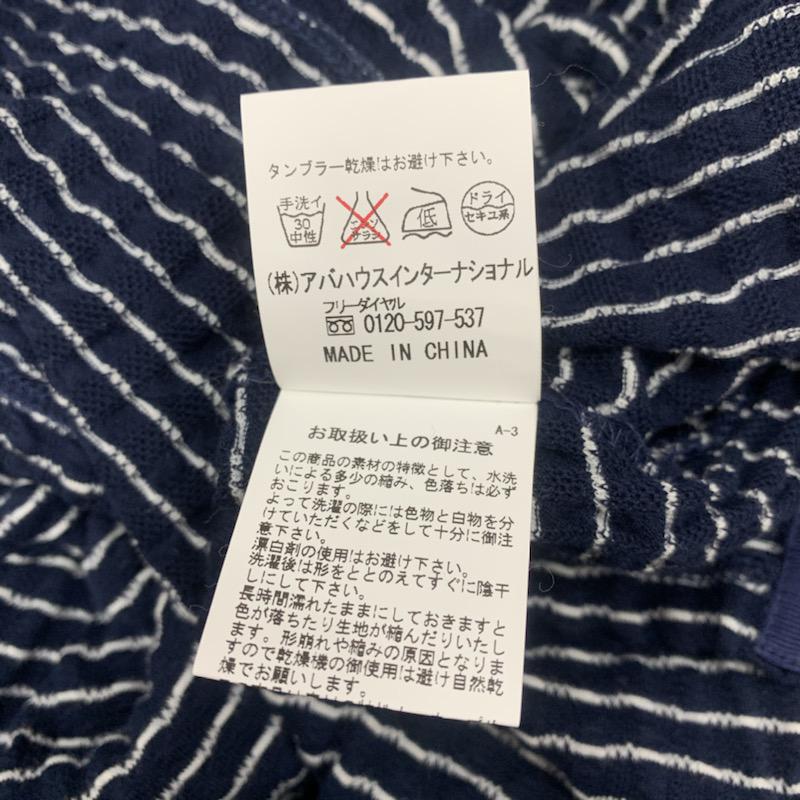 タンブラー乾燥はお避け下さい。
手洗イ
30
中性
エンソ
サラシ
低
ドライ
セキユ系
(株)アバハウスインターナショナル
フリーダイヤル
0120-597-537
MADE IN CHINA
A-3
お取扱い上の御注意
この商品の素材の特徴として、水洗
いによる多少の縮み、色落ちは必ず
おこります。
よって洗濯の際には色物と白物を分
けていただくなどをして十分に御注
意下さい。
漂白剤の使用はお避け下さい。
洗濯後は形をととのえてすぐに陰干
しにして下さい。
長時間濡れたままにしておきますと
色が落ちたり生地が縮んだりいたし
ます。形崩れや縮みの原因となりま
すので乾燥機の御使用は避け自然乾
燥でお願いします。